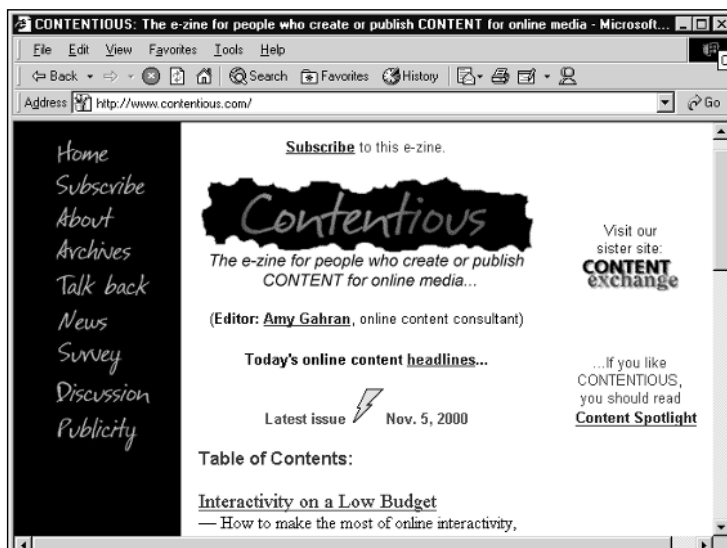 CONTENTIOUS: The e-zine for people who create or publish CONTENT for online media - Microsoft...
File Edit View Favorites Tools Help
Back Search Favorites History
Address http://www.contentious.com/ Go
Home
Subscribe
About
Archives
Talk back
News
Survey
Discussion
Publicity
Subscribe to this e-zine.
Contentious
The e-zine for people who create or publish
CONTENT for online media...
(Editor: Amy Gahran, online content consultant)
Today's online content headlines...
Latest issue Nov. 5, 2000
Table of Contents:
Interactivity on a Low Budget
— How to make the most of online interactivity,
Visit our
sister site:
CONTENT
exchange
...If you like
CONTENTIOUS,
you should read
Content Spotlight